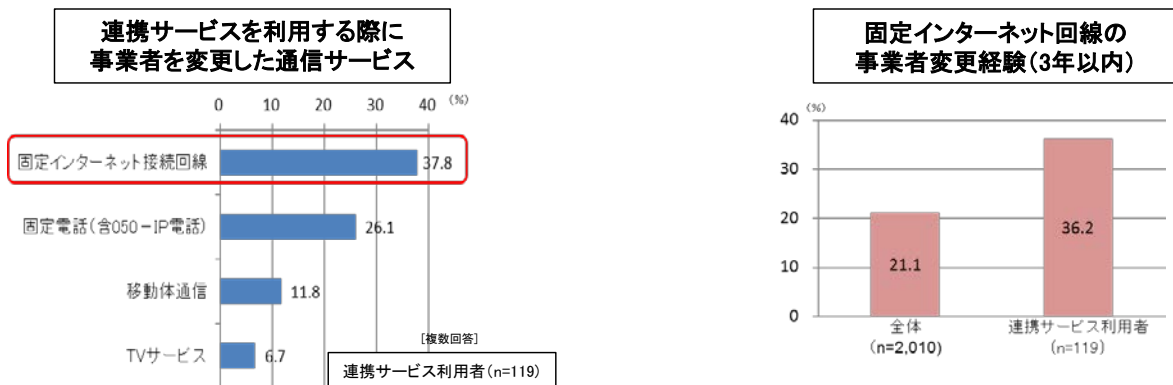 連携サービスを利用する際に
事業者を変更した通信サービス
0 10 20 30 40 (%)
固定インターネット接続回線 37.8
固定電話(含050-IP電話) 26.1
移動体通信 11.8
TVサービス 6.7
[複数回答]
連携サービス利用者(n=119)
固定インターネット回線の
事業者変更経験(3年以内)
(%)
40
30
20
10
0
21.1
36.2
全体
(n=2,010)
連携サービス利用者
(n=119)